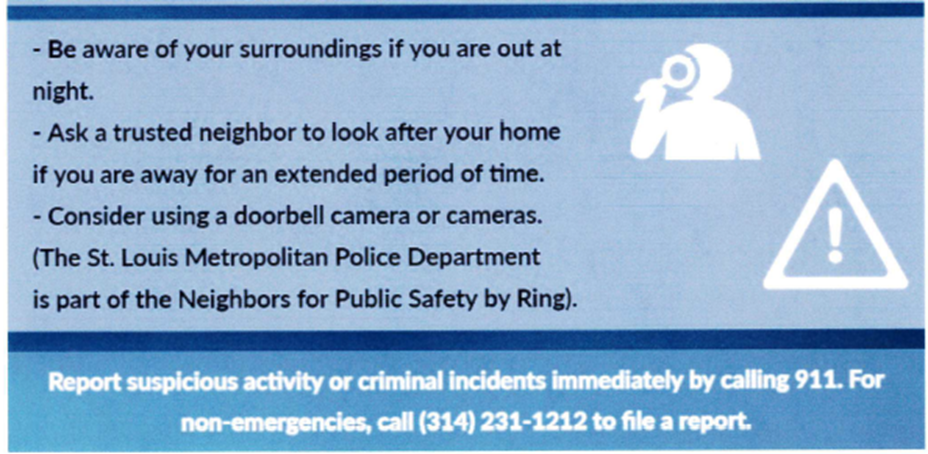 - Be aware of your surroundings if you are out at
night.
- Ask a trusted neighbor to look after your home
if you are away for an extended period of time.
- Consider using a doorbell camera or cameras.
(The St. Louis Metropolitan Police Department
is part of the Neighbors for Public Safety by Ring).
Report suspicious activity or criminal incidents immediately by calling 911. For
non-emergencies, call (314) 231-1212 to file a report.